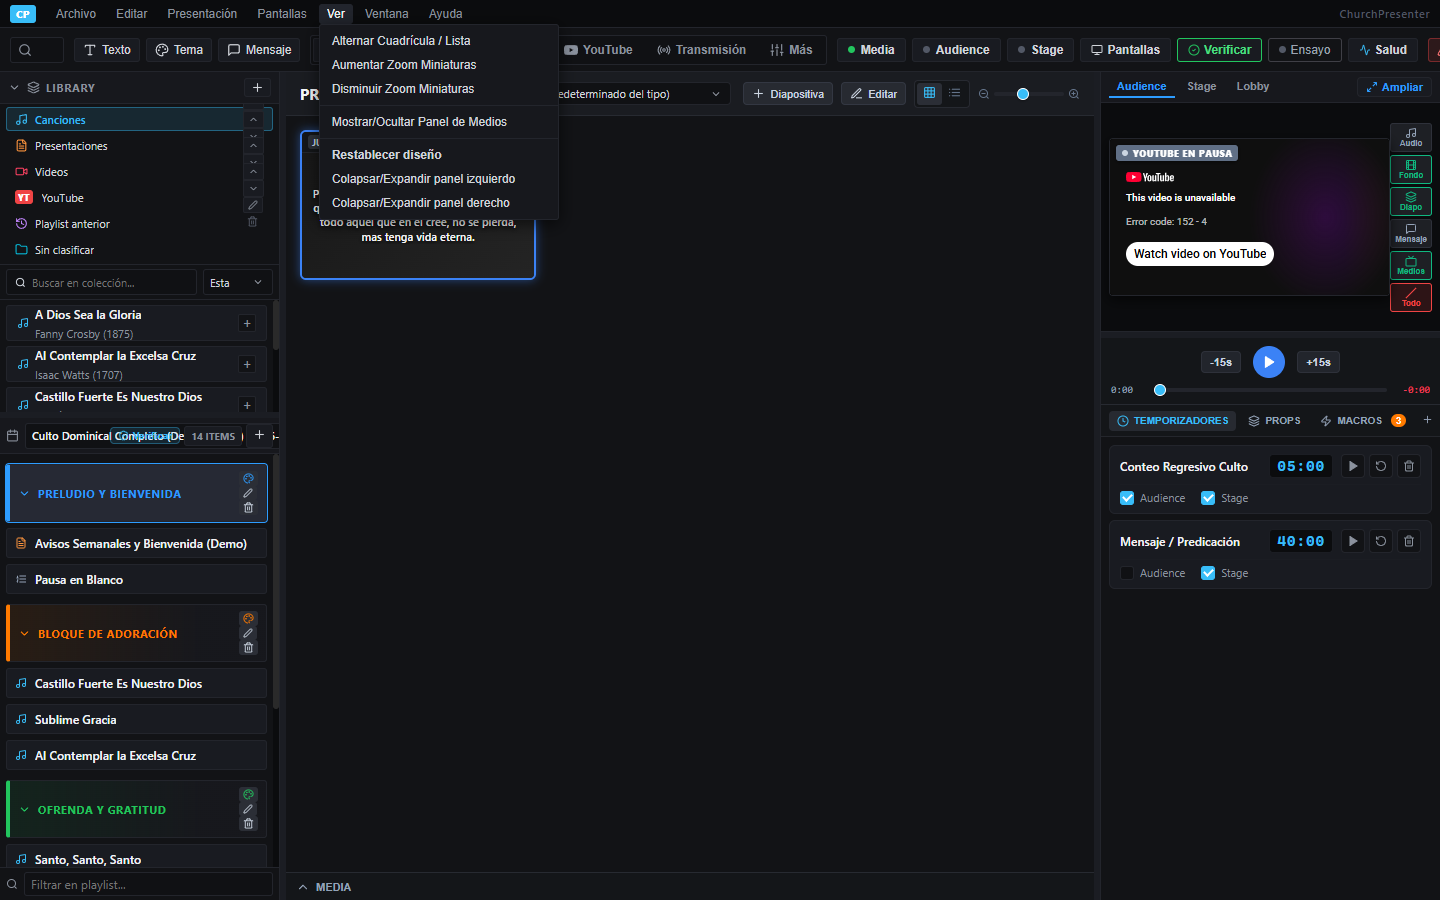 CP Archivo Editar Presentación Pantallas Ver Ventana Ayuda ChurchPresenter
Texto Tema Mensaje YouTube Transmisión Más Media Audience Stage Pantallas Verificar Ensayo Salud
Alternar Cuadrícula / Lista
Aumentar Zoom Miniaturas
Disminuir Zoom Miniaturas
Mostrar/Ocultar Panel de Medios
Restablecer diseño
Colapsar/Expandir panel izquierdo
Colapsar/Expandir panel derecho
LIBRARY
Canciones
Presentaciones
Videos
YT YouTube
Playlist anterior
Sin clasificar
Buscar en colección... Esta
A Dios Sea la Gloria
Fanny Crosby (1875)
Al Contemplar la Excelsa Cruz
Isaac Watts (1707)
Castillo Fuerte Es Nuestro Dios
Culto Dominical Completo (De 14 ITEMS
PRELUDIO Y BIENVENIDA
Avisos Semanales y Bienvenida (Demo)
Pausa en Blanco
BLOQUE DE ADORACIÓN
Castillo Fuerte Es Nuestro Dios
Sublime Gracia
Al Contemplar la Excelsa Cruz
OFRENDA Y GRATITUD
Santo, Santo, Santo
Filtrar en playlist...
PR edeterminado del tipo) Diapositiva Editar
todo aquel que en él cree, no se pierda,
mas tenga vida eterna.
MEDIA
Audience Stage Lobby Ampliar
YOUTUBE EN PAUSA
YouTube
This video is unavailable
Error code: 152 - 4
Watch video on YouTube
Audio
Fondo
Diapo
Mensaje
Medios
Todo
-15s +15s
0:00 -0:00
TEMPORIZADORES PROPS MACROS 3
Conteo Regresivo Culto 05:00
Audience Stage
Mensaje / Predicación 40:00
Audience Stage